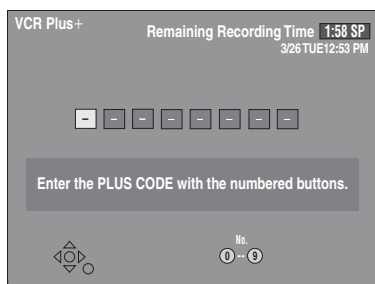 VCR Plus+
Remaining Recording Time 1:58 SP
3/26 TUE12:53 PM
- - - - - - - -
Enter the PLUS CODE with the numbered buttons.
No.
0 -- 9